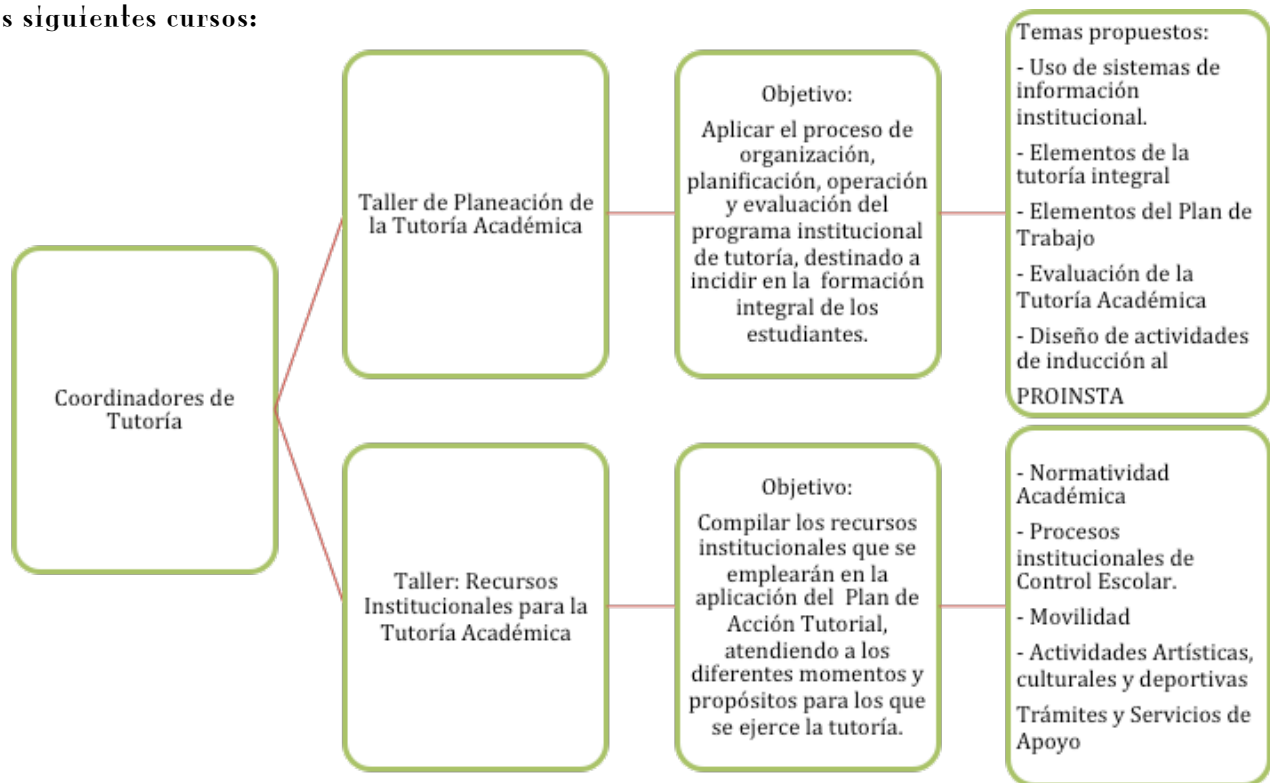 s siguientes cursos:
Coordinadores de
Tutoría
Taller de Planeación de
la Tutoría Académica
Objetivo:
Aplicar el proceso de
organización,
planificación, operación
y evaluación del
programa institucional
de tutoría, destinado a
incidir en la formación
integral de los
estudiantes.
Temas propuestos:
- Uso de sistemas de
información
institucional.
- Elementos de la
tutoría integral
- Elementos del Plan de
Trabajo
- Evaluación de la
Tutoría Académica
- Diseño de actividades
de inducción al
PROINSTA
Taller: Recursos
Institucionales para la
Tutoría Académica
Objetivo:
Compilar los recursos
institucionales que se
emplearán en la
aplicación del Plan de
Acción Tutorial,
atendiendo a los
diferentes momentos y
propósitos para los que
se ejerce la tutoría.
- Normatividad
Académica
- Procesos
institucionales de
Control Escolar.
- Movilidad
- Actividades Artísticas,
culturales y deportivas
Trámites y Servicios de
Apoyo